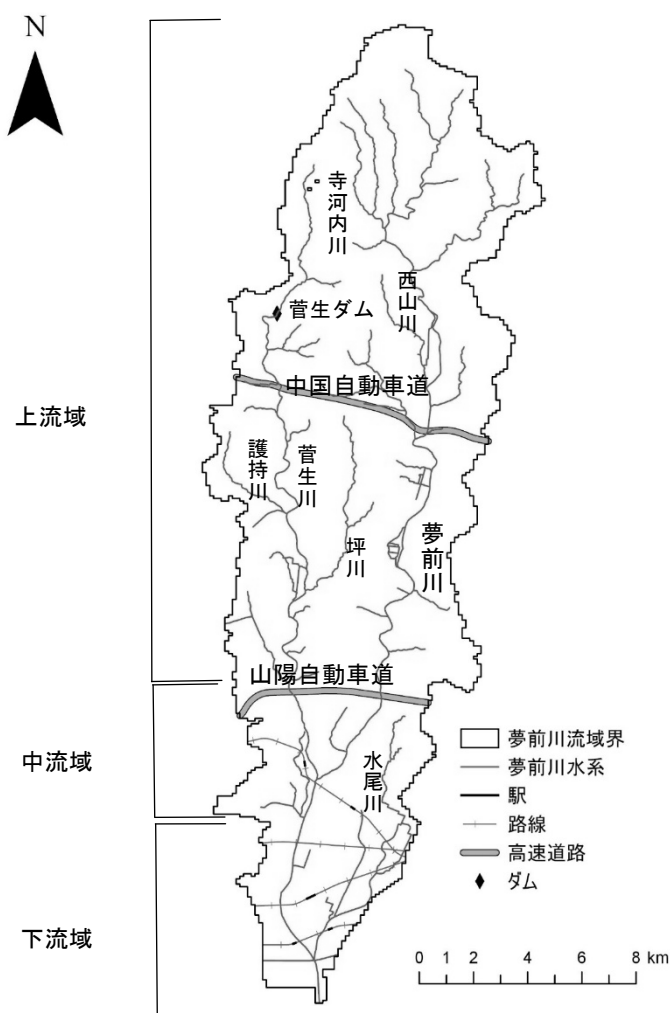 N
寺河内川
西山川
菅生ダム
中国自動車道
上流域
護持川
菅生川
坪川
夢前川
山陽自動車道
中流域
水尾川
夢前川流域界
夢前川水系
駅
路線
高速道路
ダム
下流域
0 1 2 4 6 8 km